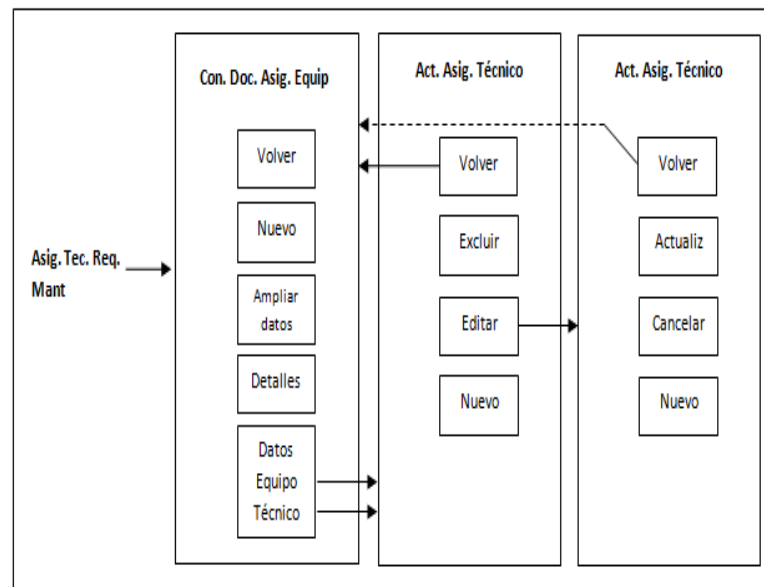 Asig. Tec. Req.
Mant
Con. Doc. Asig. Equip
Volver
Nuevo
Ampliar
datos
Detalles
Datos
Equipo
Técnico
Act. Asig. Técnico
Volver
Excluir
Editar
Nuevo
Act. Asig. Técnico
Volver
Actualiz
Cancelar
Nuevo